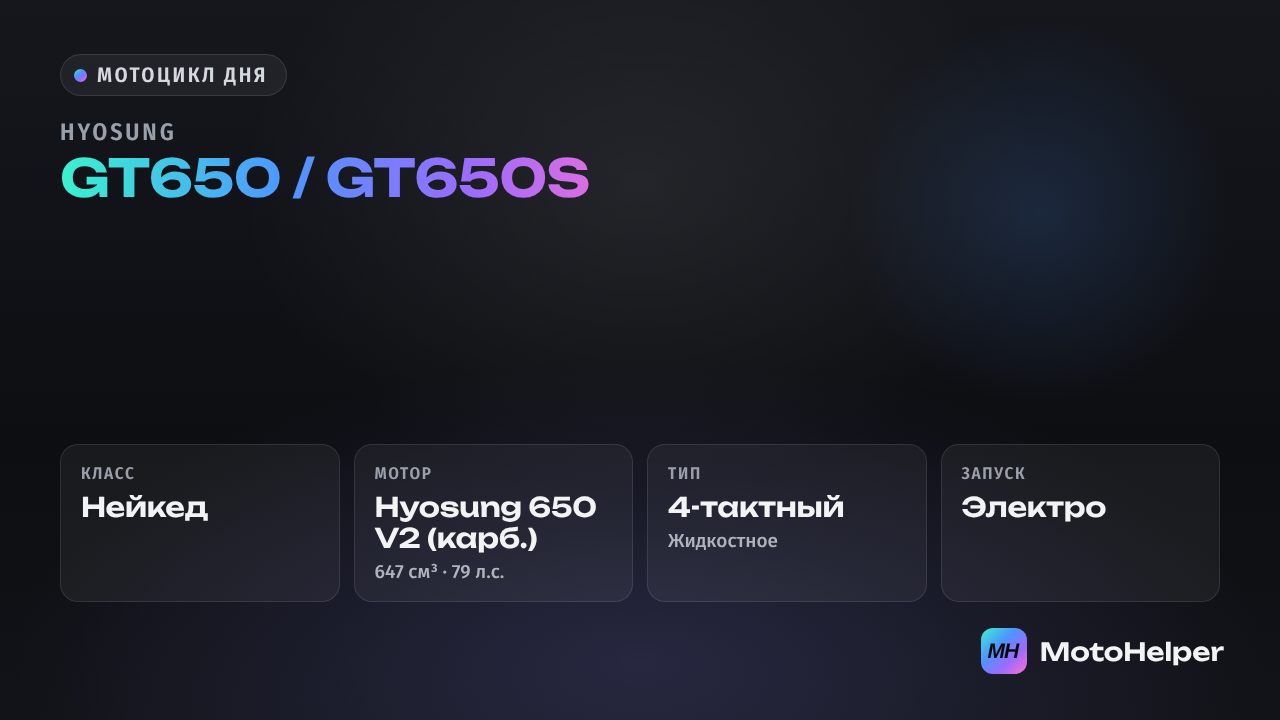 МОТОЦИКЛ ДНЯ
HYOSUNG
GT650 / GT650S
КЛАСС
Нейкед
МОТОР
Hyosung 650
V2 (карб.)
647 см³ · 79 л.с.
ТИП
4-тактный
Жидкостное
ЗАПУСК
Электро
MH MotoHelper